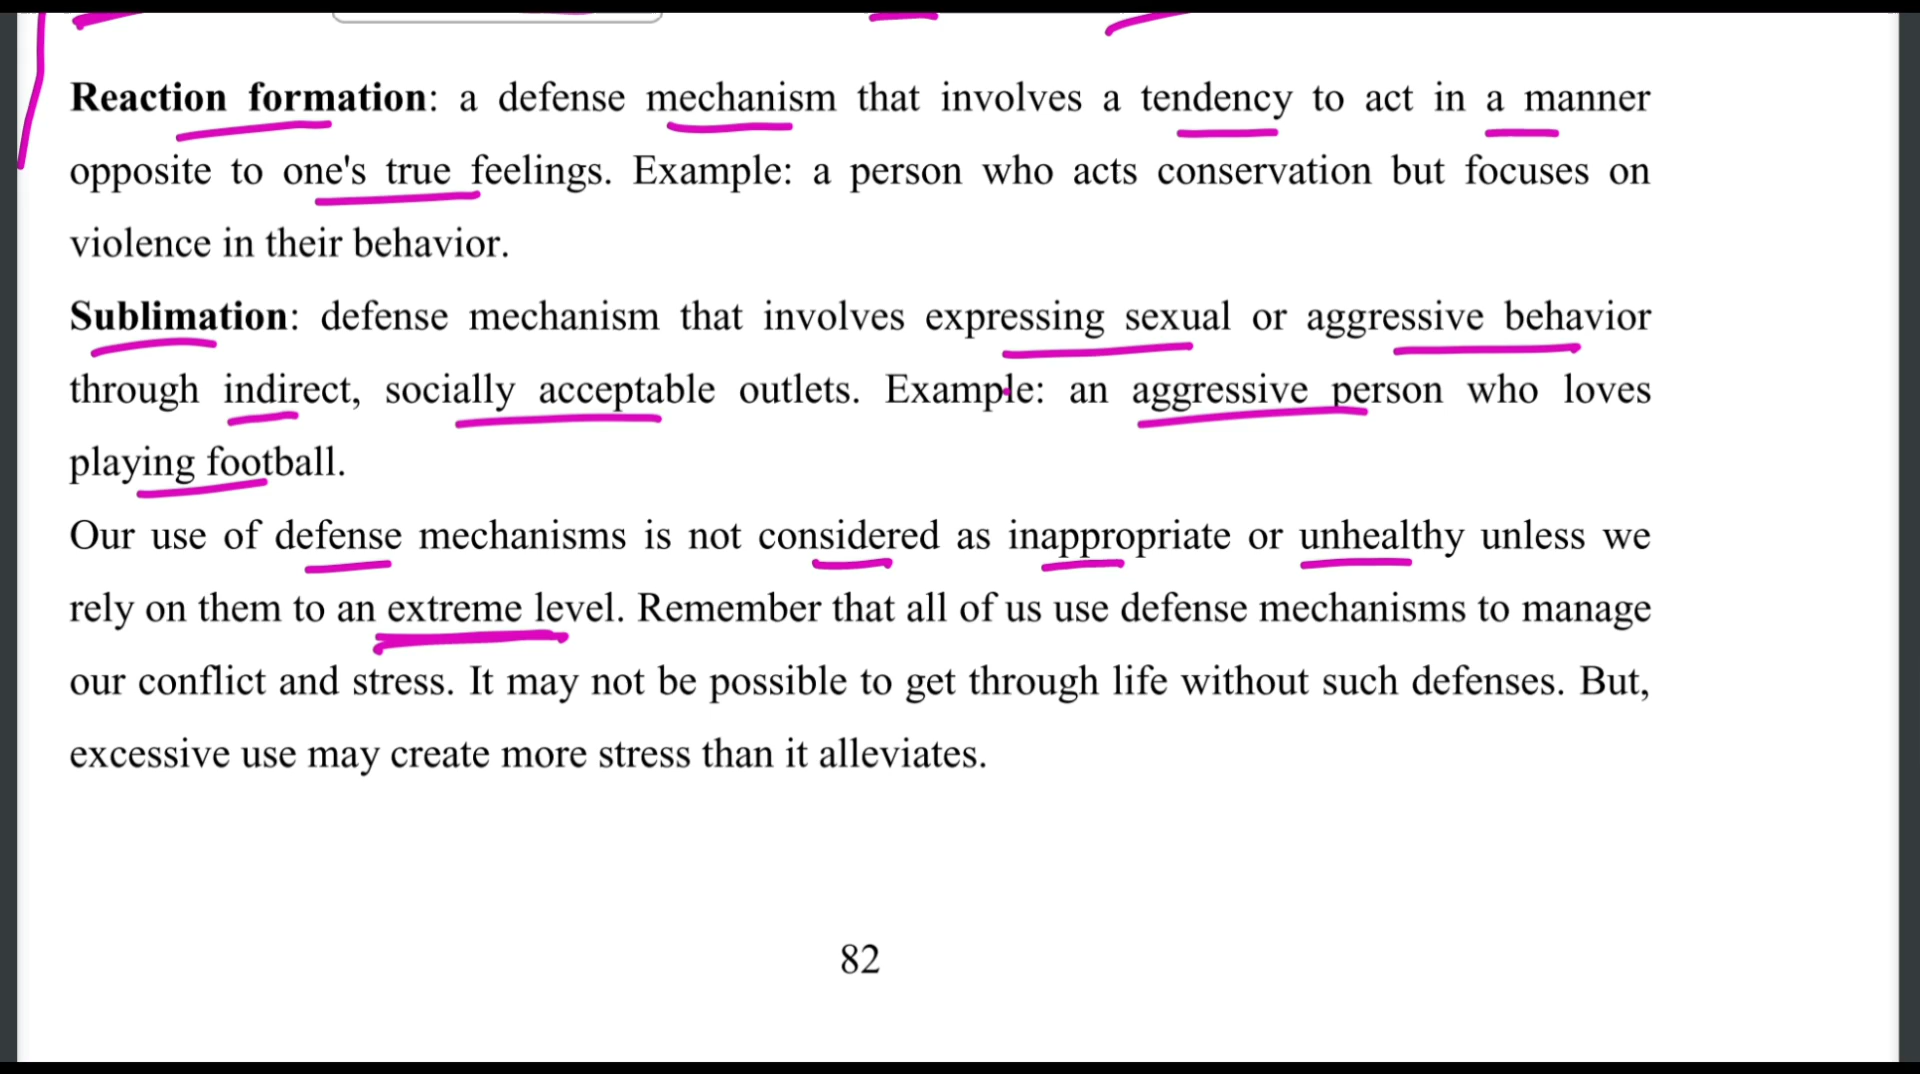 Reaction formation: a defense mechanism that involves a tendency to act in a manner
opposite to one's true feelings. Example: a person who acts conservation but focuses on
violence in their behavior.
Sublimation: defense mechanism that involves expressing sexual or aggressive behavior
through indirect, socially acceptable outlets. Example: an aggressive person who loves
playing football.
Our use of defense mechanisms is not considered as inappropriate or unhealthy unless we
rely on them to an extreme level. Remember that all of us use defense mechanisms to manage
our conflict and stress. It may not be possible to get through life without such defenses. But,
excessive use may create more stress than it alleviates.
82